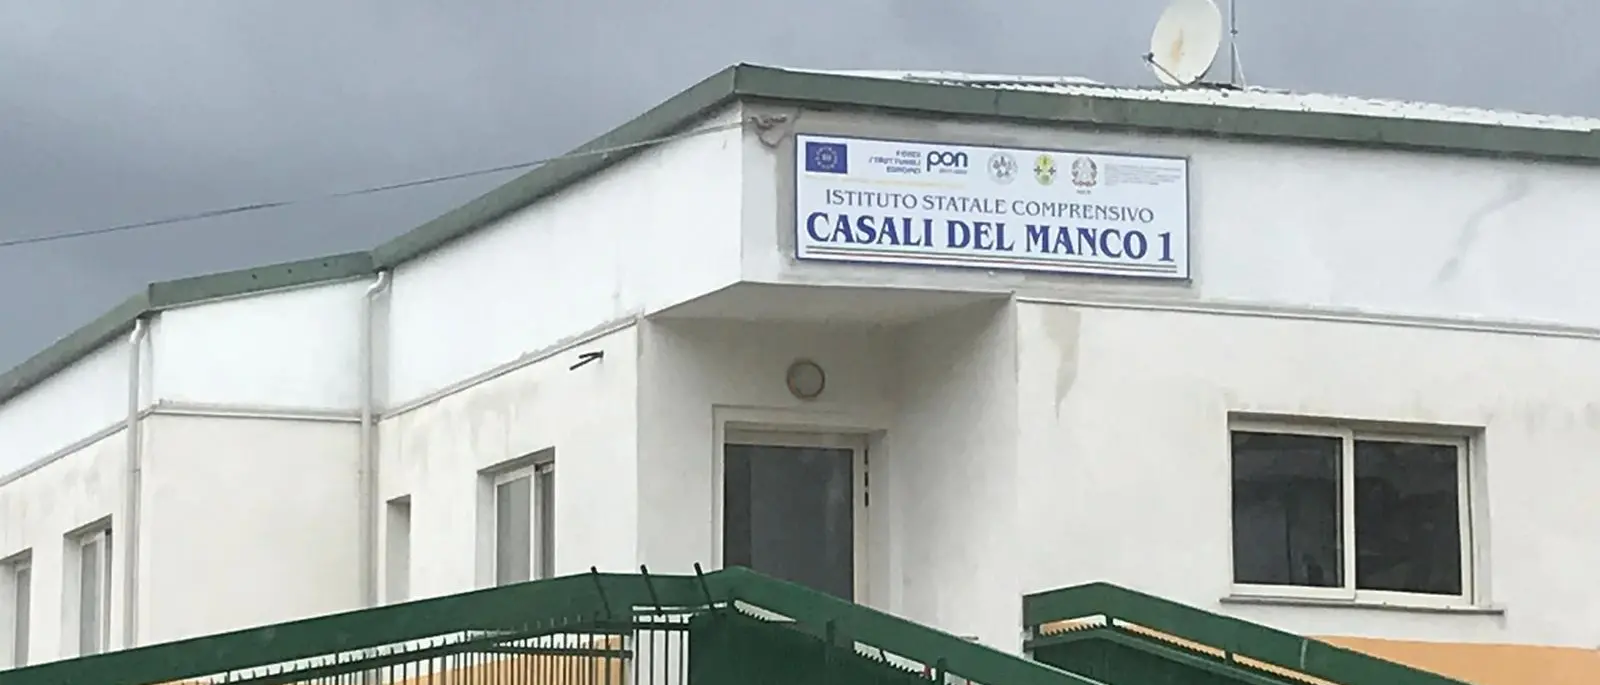 FONDI
STRUTTURALI
EUROPEI
pon
ISTITUTO STATALE COMPRENSIVO
CASALI DEL MANCO 1